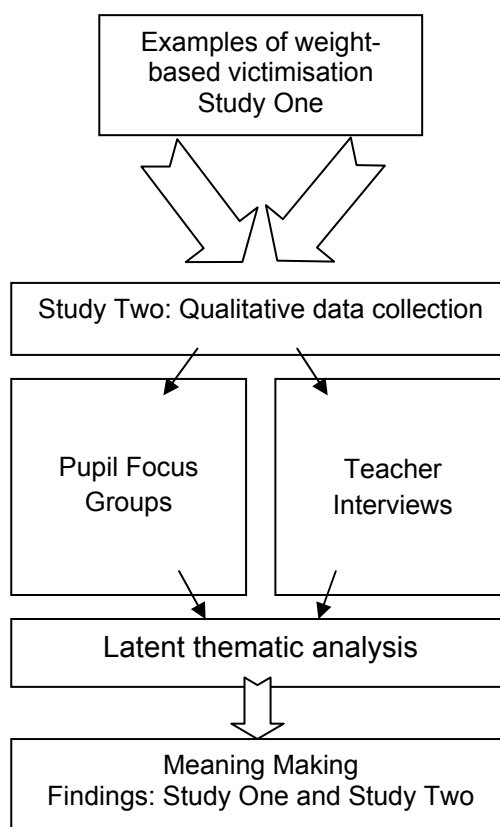 Examples of weight-
based victimisation
Study One
Study Two: Qualitative data collection
Pupil Focus
Groups
Teacher
Interviews
Latent thematic analysis
Meaning Making
Findings: Study One and Study Two